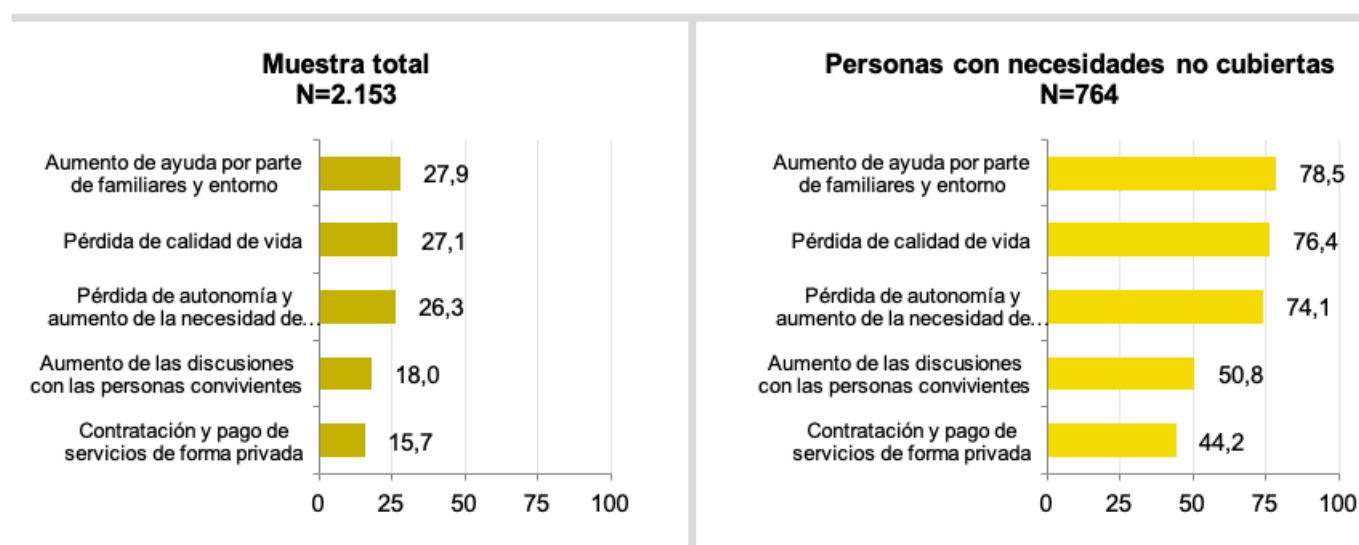 Muestra total
N=2.153
Aumento de ayuda por parte
de familiares y entorno
27,9
Pérdida de calidad de vida
27,1
Pérdida de autonomía y
aumento de la necesidad de...
26,3
Aumento de las discusiones
con las personas convivientes
18,0
Contratación y pago de
servicios de forma privada
15,7
0 25 50 75 100
Personas con necesidades no cubiertas
N=764
Aumento de ayuda por parte
de familiares y entorno
78,5
Pérdida de calidad de vida
76,4
Pérdida de autonomía y
aumento de la necesidad de...
74,1
Aumento de las discusiones
con las personas convivientes
50,8
Contratación y pago de
servicios de forma privada
44,2
0 25 50 75 100